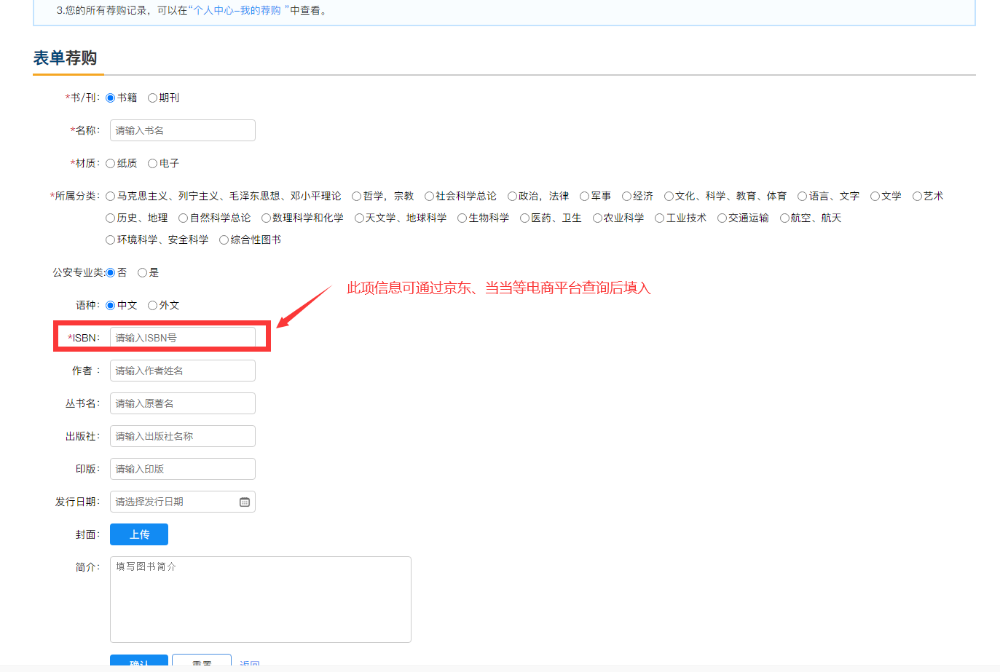 3.您的所有荐购记录，可以在“个人中心-我的荐购 ”中查看。
表单荐购
*书/刊： 书籍 期刊
*名称： 请输入书名
*材质： 纸质 电子
*所属分类： 马克思主义、列宁主义、毛泽东思想、邓小平理论 哲学，宗教 社会科学总论 政治，法律 军事 经济 文化、科学、教育、体育 语言、文字 文学 艺术
历史、地理 自然科学总论 数理科学和化学 天文学、地球科学 生物科学 医药、卫生 农业科学 工业技术 交通运输 航空、航天
环境科学、安全科学 综合性图书
公安专业类: 否 是
此项信息可通过京东、当当等电商平台查询后填入
语种： 中文 外文
*ISBN： 请输入ISBN号
作者 ： 请输入作者姓名
丛书名： 请输入原著名
出版社： 请输入出版社名称
印版： 请输入印版
发行日期： 请选择发行日期
封面： 上传
简介： 填写图书简介
确认 重置 返回